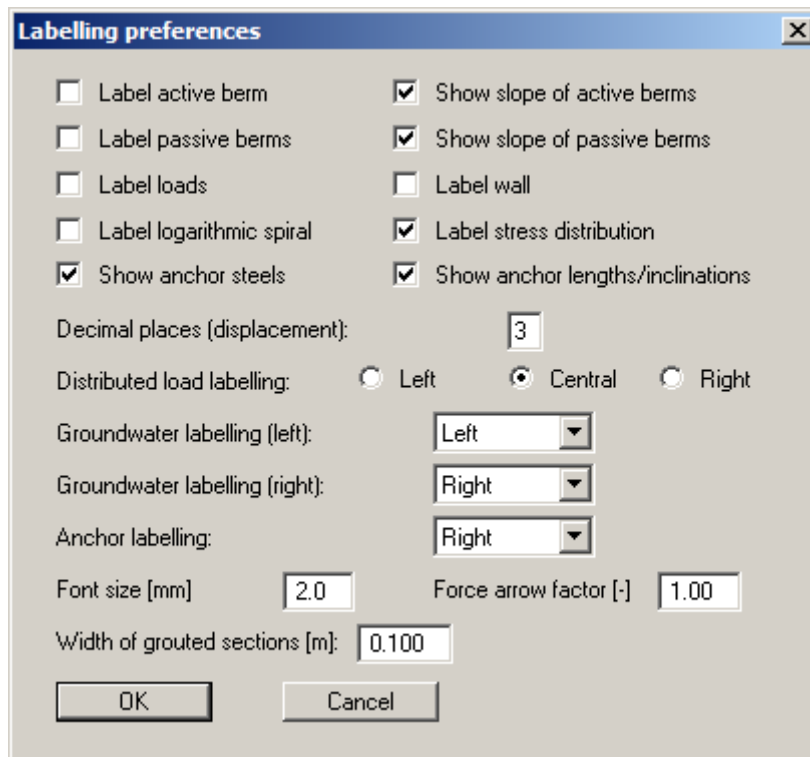 Labelling preferences
Label active berm Show slope of active berms
Label passive berms Show slope of passive berms
Label loads Label wall
Label logarithmic spiral Label stress distribution
Show anchor steels Show anchor lengths/inclinations
Decimal places (displacement): 3
Distributed load labelling: Left Central Right
Groundwater labelling (left): Left
Groundwater labelling (right): Right
Anchor labelling: Right
Font size [mm] 2.0 Force arrow factor [-] 1.00
Width of grouted sections [m]: 0.100
OK Cancel